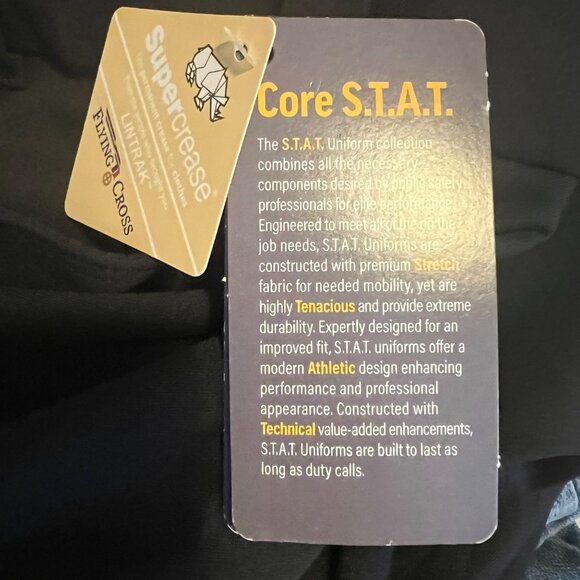 Supercrease®
LINTRAK™
FLYING CROSS
Core S.T.A.T.
The S.T.A.T. Uniform collection
combines all the necessary
components desired by public safety
professionals for elite performance.
Engineered to meet all of the on the
job needs, S.T.A.T. Uniforms are
constructed with premium Stretch
fabric for needed mobility, yet are
highly Tenacious and provide extreme
durability. Expertly designed for an
improved fit, S.T.A.T. uniforms offer a
modern Athletic design enhancing
performance and professional
appearance. Constructed with
Technical value-added enhancements,
S.T.A.T. Uniforms are built to last as
long as duty calls.